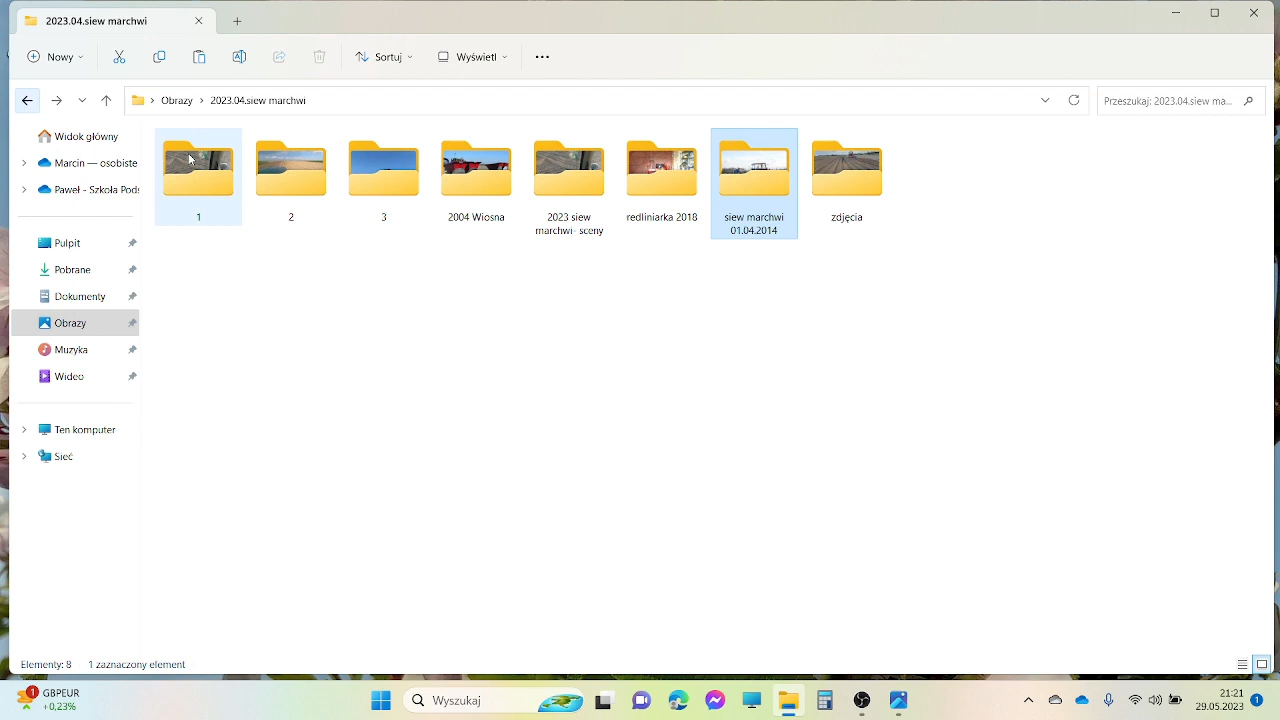 2023.04.siew marchwi
Nowy
Sortuj
Wyświetl
Obrazy
2023.04.siew marchwi
Przeszukaj: 2023.04.siew ma...
Widok główny
Marcin — osobiste
Paweł - Szkoła Pods
Pulpit
Pobrane
Dokumenty
Obrazy
Muzyka
Wideo
Ten komputer
Sieć
1
2
3
2004 Wiosna
2023 siew
marchwi- sceny
redliniarka 2018
siew marchwi
01.04.2014
zdjęcia
Elementy: 8
1 zaznaczony element
1
GBPEUR
+0.23%
Wyszukaj
21:21
29.05.2023
1